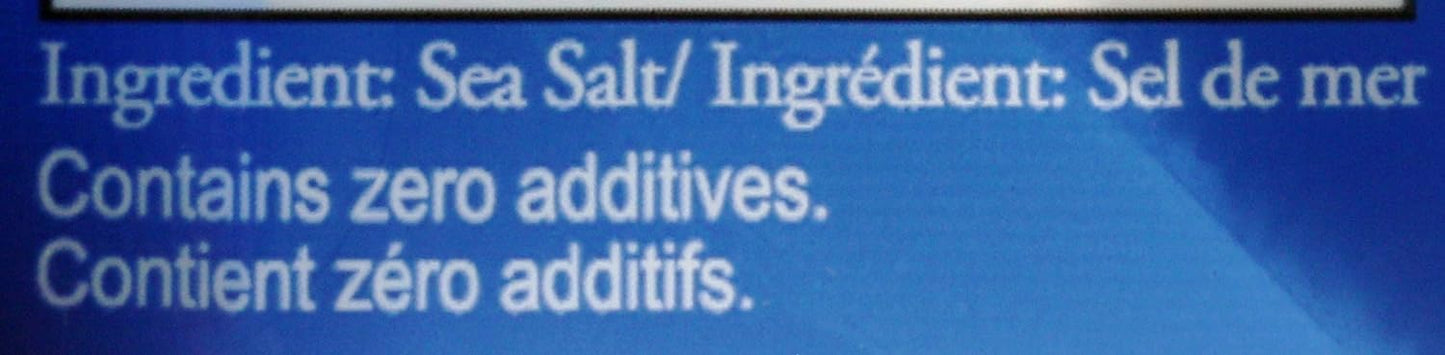 Ingredient: Sea Salt/ Ingrédient: Sel de mer
Contains zero additives.
Contient zéro additifs.